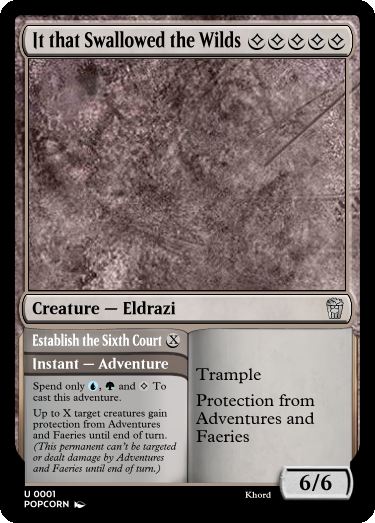 It that Swallowed the Wilds
Creature — Eldrazi
Establish the Sixth Court X
Instant — Adventure
Spend only , and To
cast this adventure.
Up to X target creatures gain
protection from Adventures
and Faeries until end of turn.
(This permanent can't be targeted
or dealt damage by Adventures
and Faeries until end of turn.)
Trample
Protection from
Adventures and
Faeries
6/6
U 0001
POPCORN
Khord